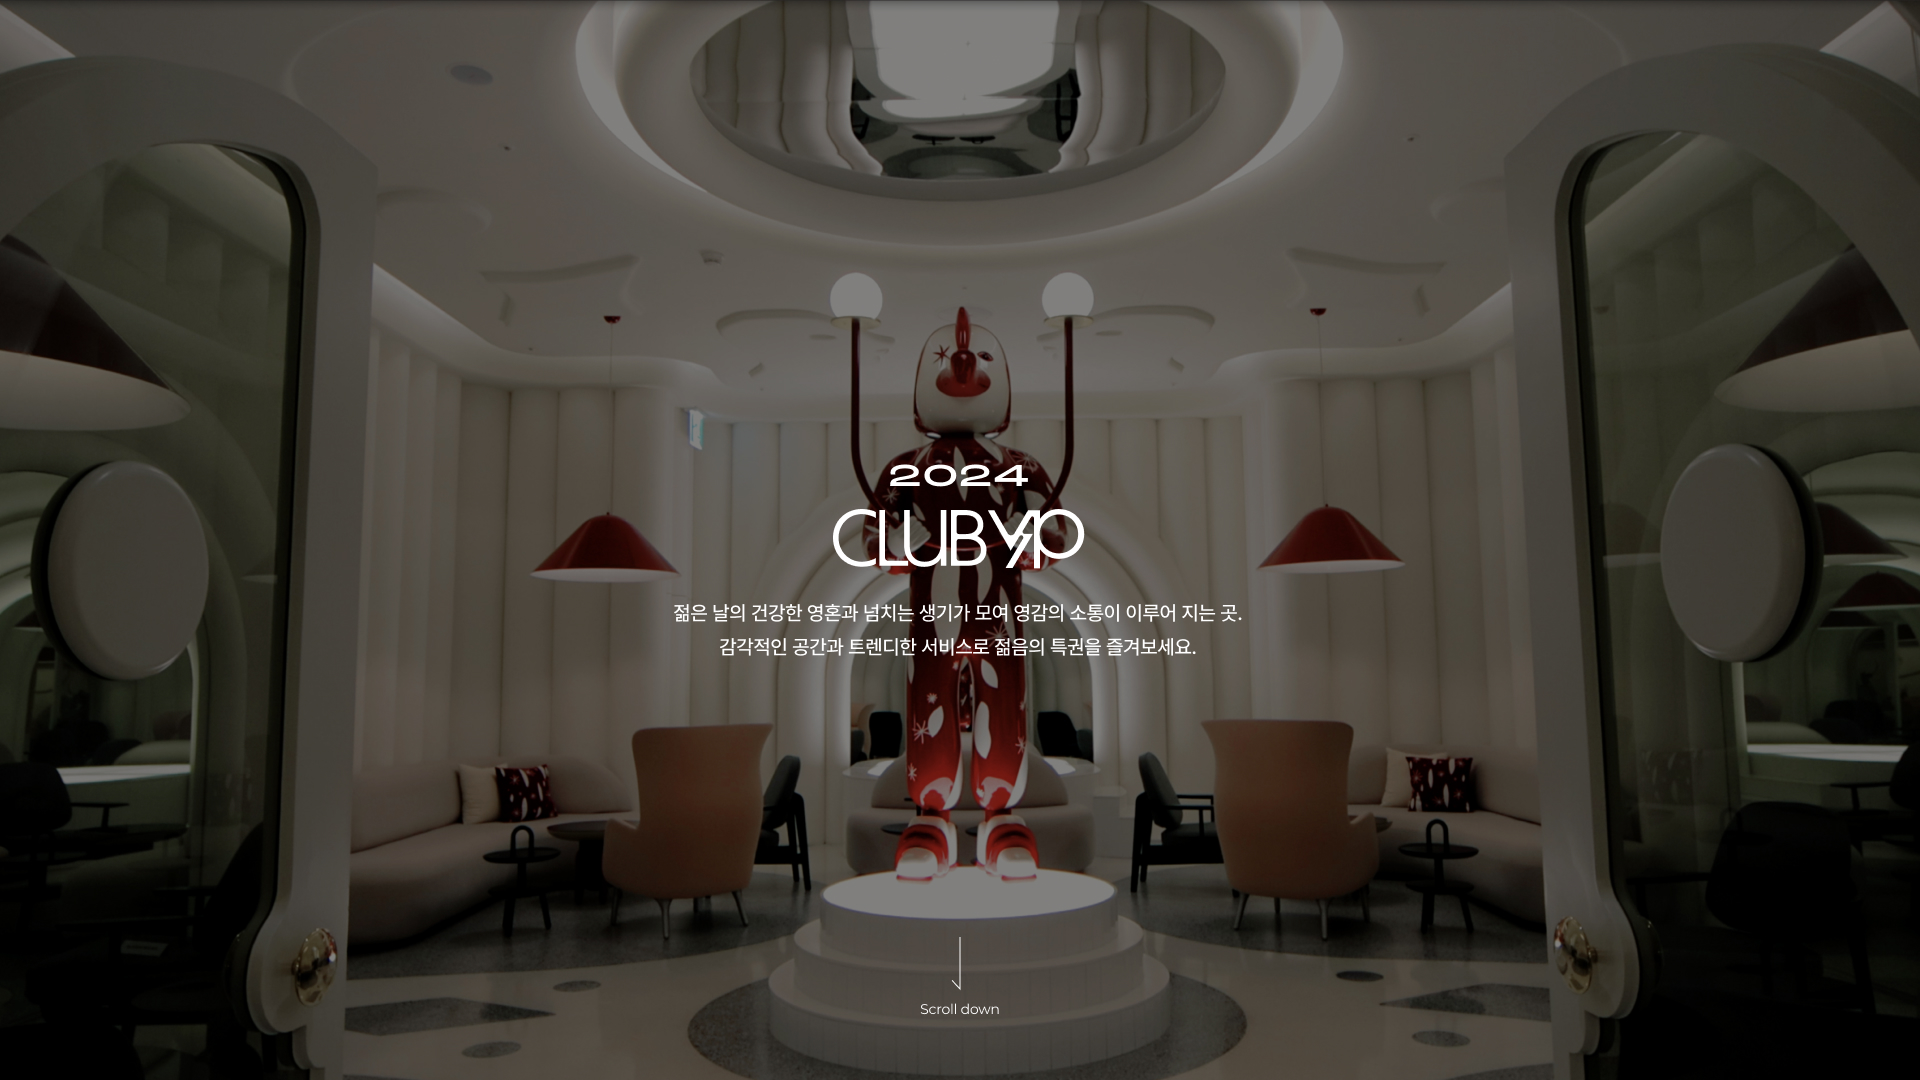 2024
CLUB YP
젊은 날의 건강한 영혼과 넘치는 생기가 모여 영감의 소통이 이루어 지는 곳.
감각적인 공간과 트렌디한 서비스로 젊음의 특권을 즐겨보세요.
Scroll down